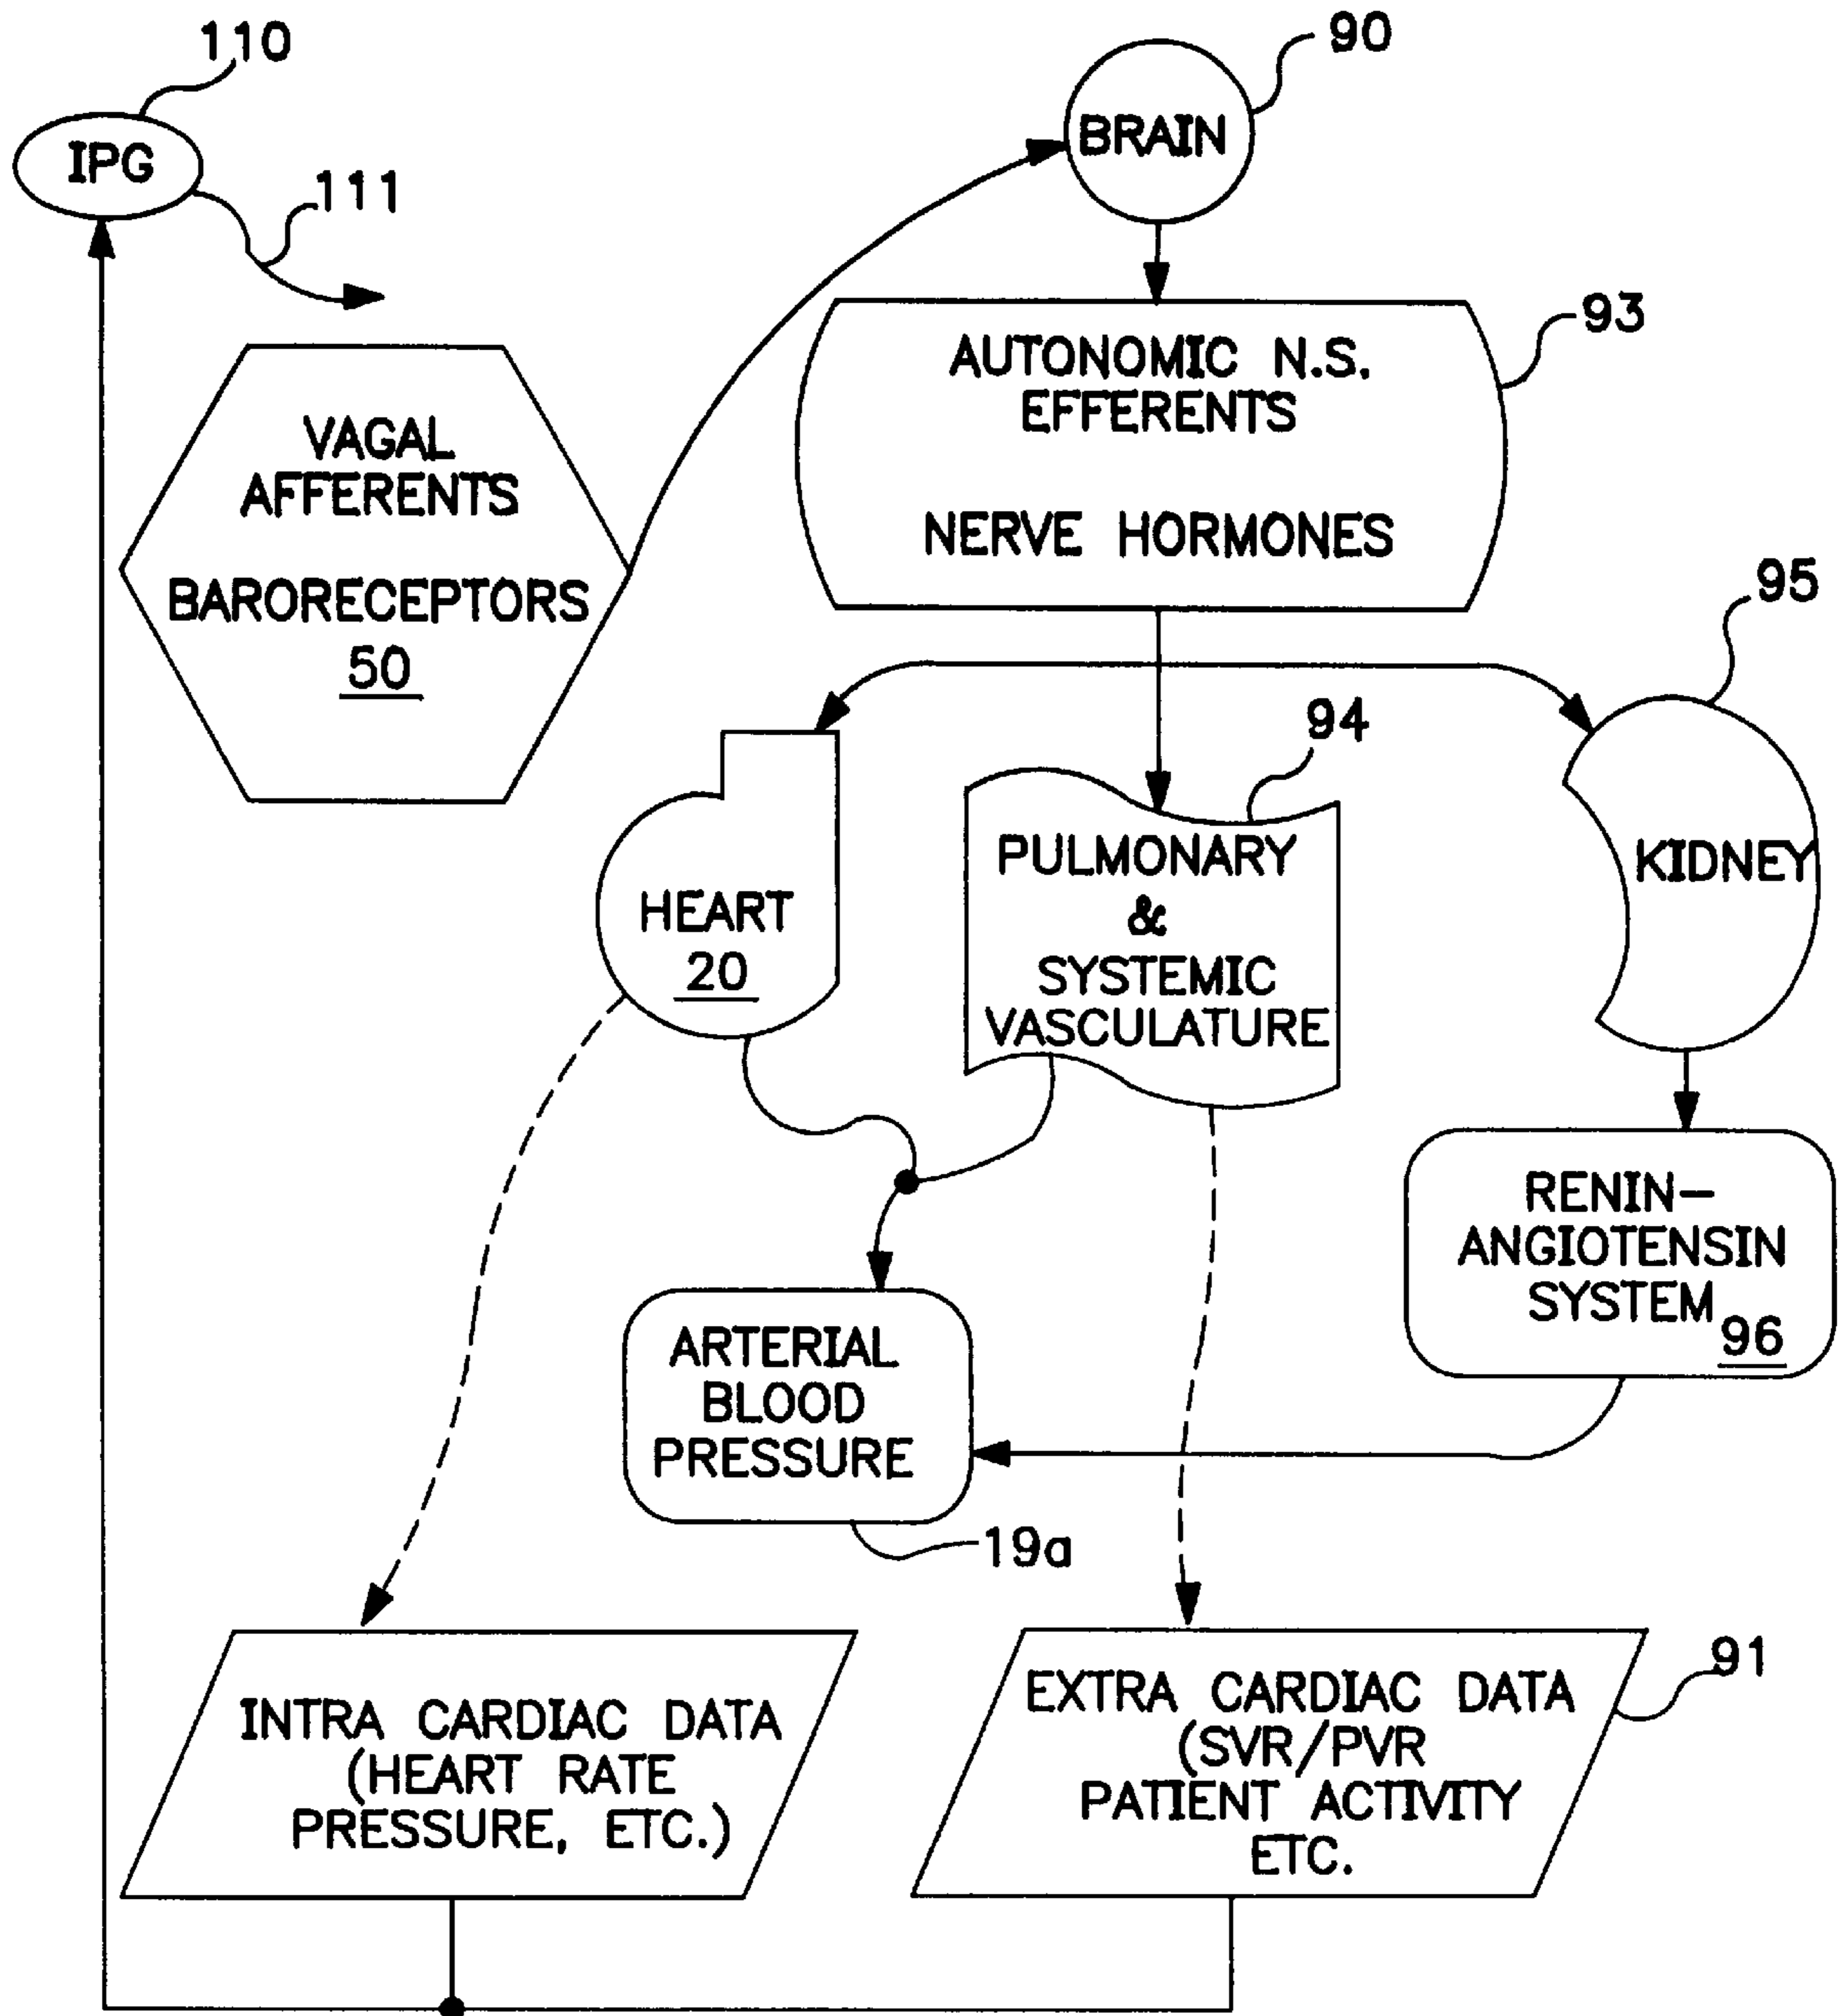 110
IPG
111
90
BRAIN
93
AUTONOMIC N.S.
EFFERENTS
NERVE HORMONES
VAGAL
AFFERENTS
BARORECEPTORS
50
95
94
HEART
20
PULMONARY
&
SYSTEMIC
VASCULATURE
KIDNEY
RENIN-
ANGIOTENSIN
SYSTEM
96
ARTERIAL
BLOOD
PRESSURE
19a
INTRA CARDIAC DATA
(HEART RATE
PRESSURE, ETC.)
EXTRA CARDIAC DATA
(SVR/PVR
PATIENT ACTIVITY
ETC.
91